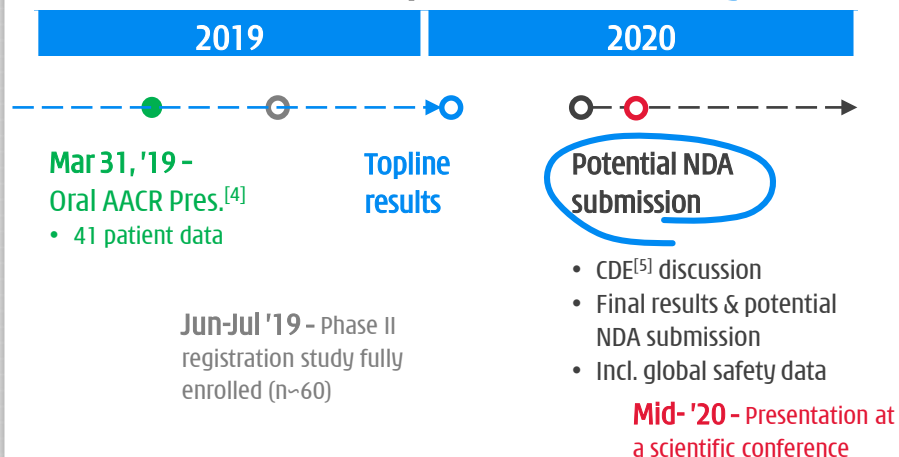 2019
2020
Mar 31, '19 –
Oral AACR Pres.[4]
• 41 patient data
Topline
results
Potential NDA
submission
• CDE[5] discussion
• Final results & potential
NDA submission
• Incl. global safety data
Jun-Jul '19 – Phase II
registration study fully
enrolled (n~60)
Mid- '20 – Presentation at
a scientific conference